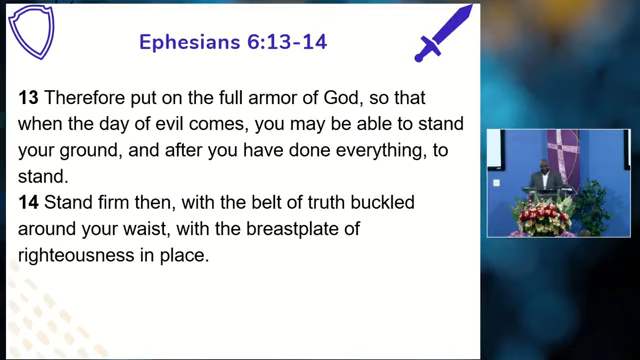 Ephesians 6:13-14
13 Therefore put on the full armor of God, so that
when the day of evil comes, you may be able to stand
your ground, and after you have done everything, to
stand.
14 Stand firm then, with the belt of truth buckled
around your waist, with the breastplate of
righteousness in place.